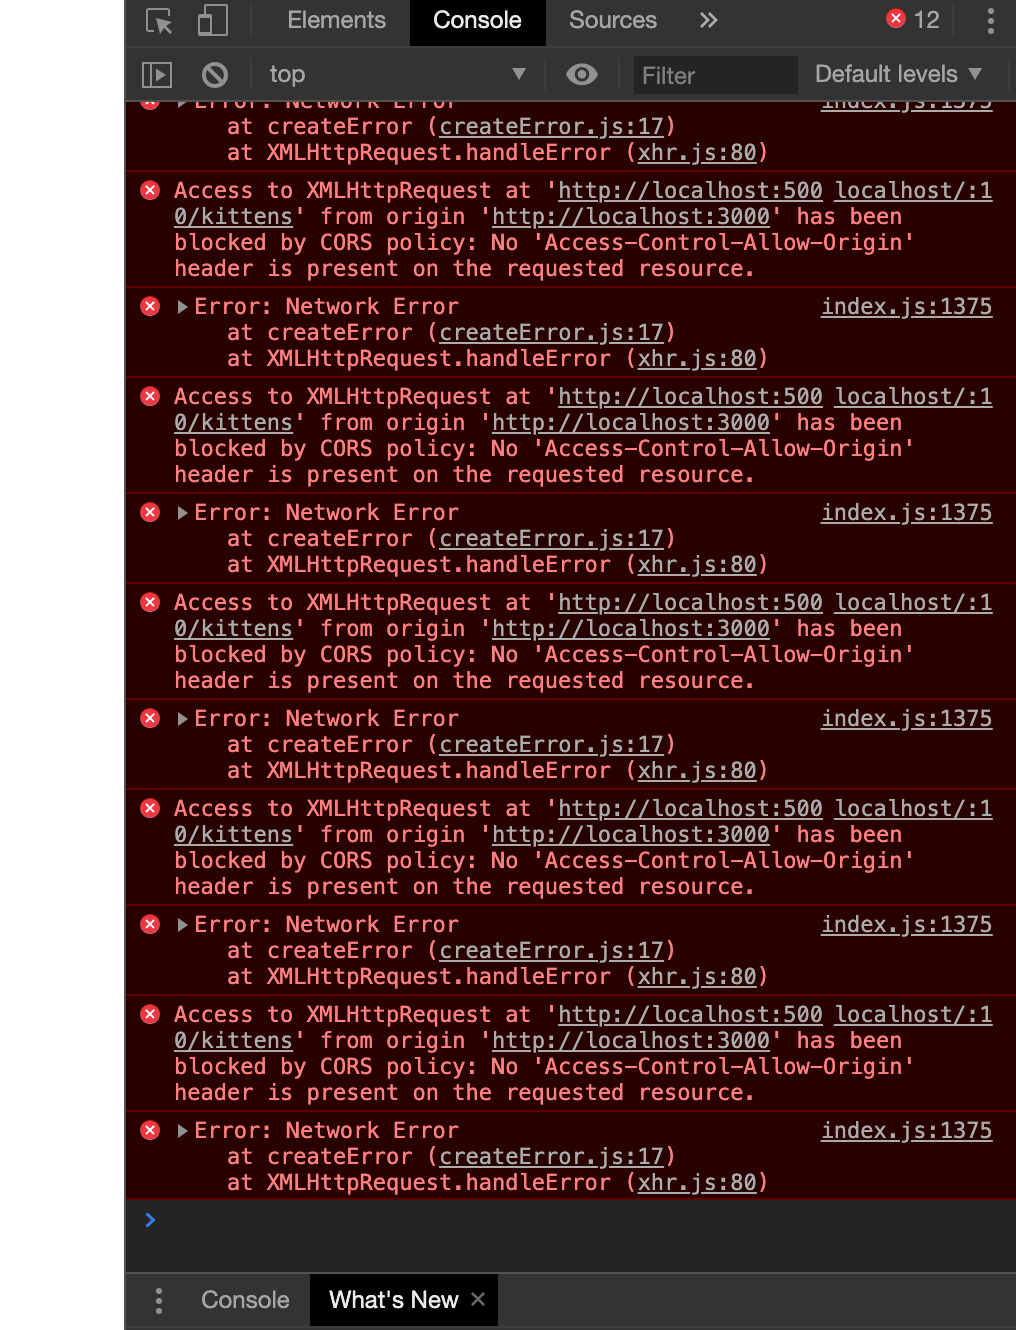 Elements Console Sources 12
top Filter Default levels
Error: Network Error index.js:1375
at createError (createError.js:17)
at XMLHttpRequest.handleError (xhr.js:80)
Access to XMLHttpRequest at 'http://localhost:500 localhost/:1
0/kittens' from origin 'http://localhost:3000' has been
blocked by CORS policy: No 'Access-Control-Allow-Origin'
header is present on the requested resource.
Error: Network Error index.js:1375
at createError (createError.js:17)
at XMLHttpRequest.handleError (xhr.js:80)
Access to XMLHttpRequest at 'http://localhost:500 localhost/:1
0/kittens' from origin 'http://localhost:3000' has been
blocked by CORS policy: No 'Access-Control-Allow-Origin'
header is present on the requested resource.
Error: Network Error index.js:1375
at createError (createError.js:17)
at XMLHttpRequest.handleError (xhr.js:80)
Access to XMLHttpRequest at 'http://localhost:500 localhost/:1
0/kittens' from origin 'http://localhost:3000' has been
blocked by CORS policy: No 'Access-Control-Allow-Origin'
header is present on the requested resource.
Error: Network Error index.js:1375
at createError (createError.js:17)
at XMLHttpRequest.handleError (xhr.js:80)
Access to XMLHttpRequest at 'http://localhost:500 localhost/:1
0/kittens' from origin 'http://localhost:3000' has been
blocked by CORS policy: No 'Access-Control-Allow-Origin'
header is present on the requested resource.
Error: Network Error index.js:1375
at createError (createError.js:17)
at XMLHttpRequest.handleError (xhr.js:80)
Access to XMLHttpRequest at 'http://localhost:500 localhost/:1
0/kittens' from origin 'http://localhost:3000' has been
blocked by CORS policy: No 'Access-Control-Allow-Origin'
header is present on the requested resource.
Error: Network Error index.js:1375
at createError (createError.js:17)
at XMLHttpRequest.handleError (xhr.js:80)
Console What's New